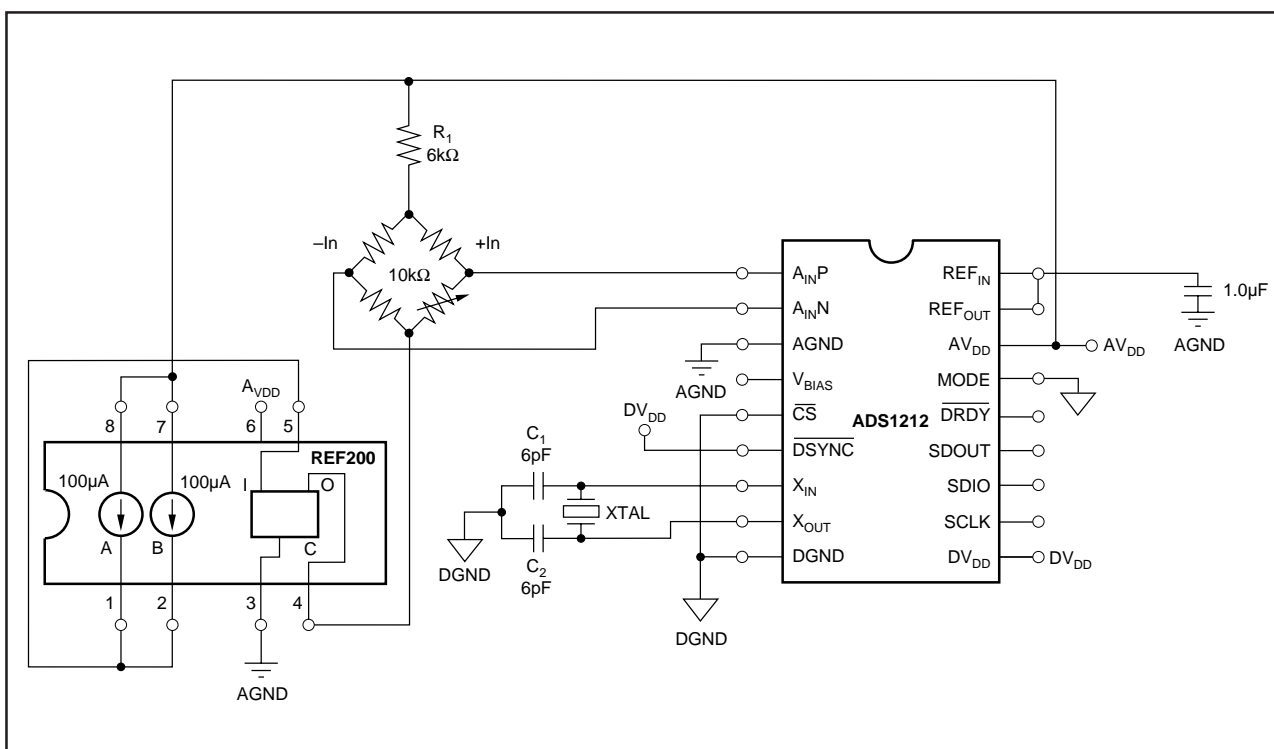 R1
6kΩ
–In
+In
10kΩ
AINP
REFIN
1.0µF
AINN
REFOUT
AGND
AGND
AVDD
AVDD
AGND
VBIAS
MODE
AVDD
DVDD
CS
ADS1212
DRDY
8
7
6
5
DSYNC
SDOUT
REF200
C1
6pF
100µA
100µA
I
O
XIN
SDIO
XTAL
XOUT
SCLK
A
B
C
DGND
C2
6pF
DGND
DVDD
DVDD
1
2
3
4
DGND
AGND